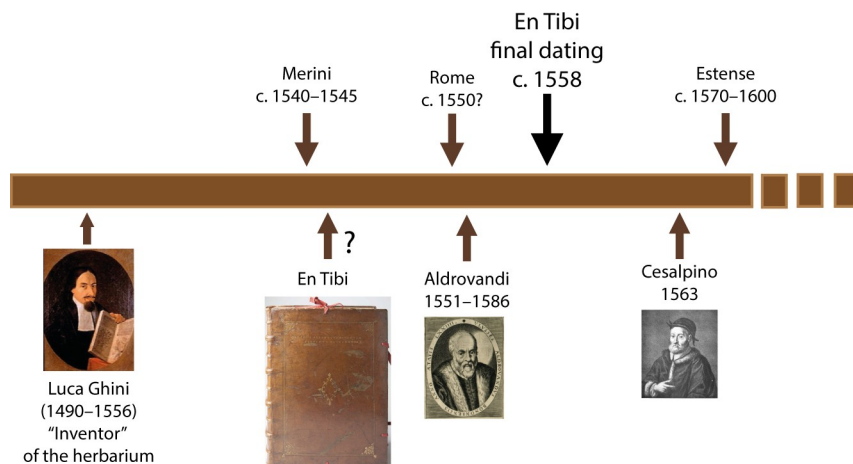 En Tibi
final dating
c. 1558
Merini
c. 1540–1545
Rome
c. 1550?
Estense
c. 1570–1600
?
En Tibi
Aldrovandi
1551–1586
Cesalpino
1563
Luca Ghini
(1490–1556)
“Inventor”
of the herbarium